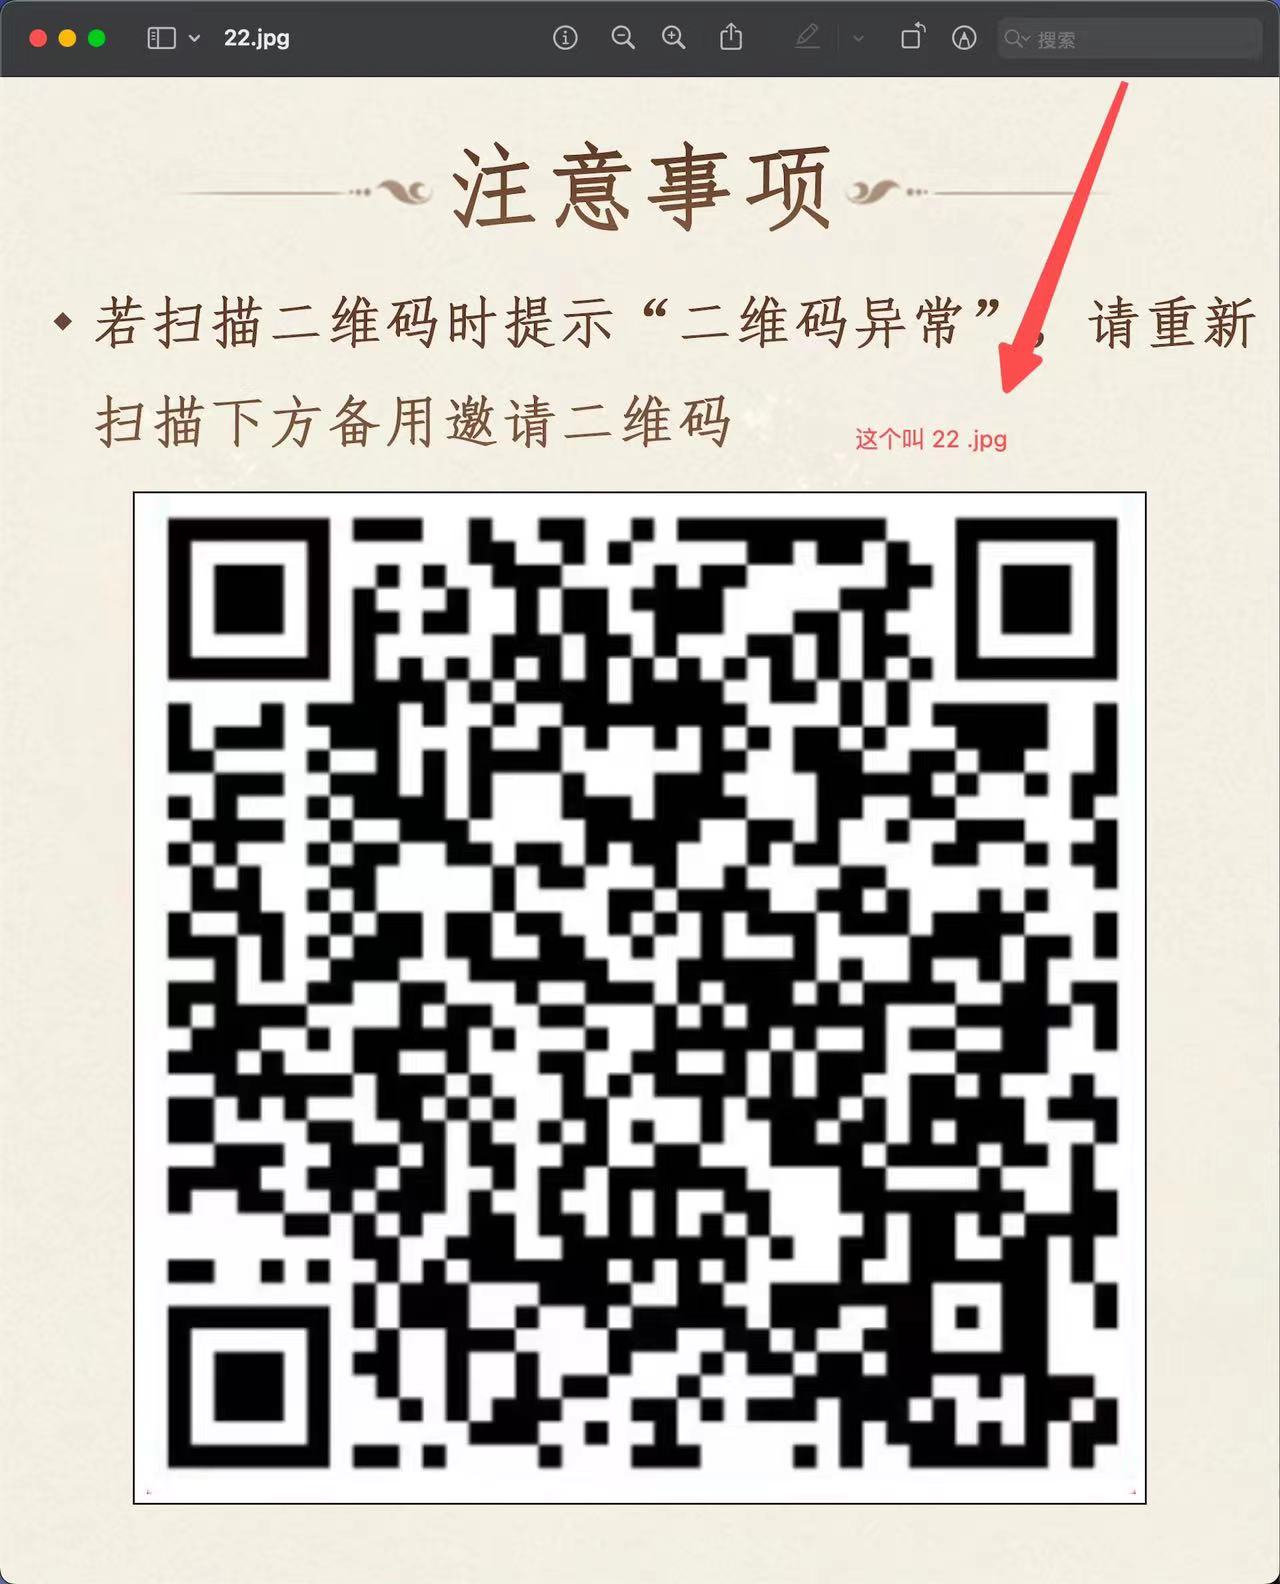 22.jpg
搜索
注意事项
◆ 若扫描二维码时提示“二维码异常”，请重新
扫描下方备用邀请二维码
这个叫 22 .jpg